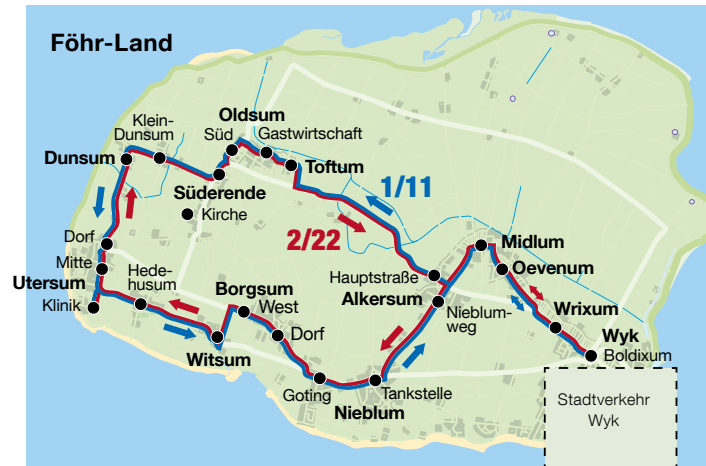 Föhr-Land
Klein-
Dunsum
Oldsum
Süd
Gastwirtschaft
Dunsum
Toftum
Süderende
Kirche
1/11
2/22
Dorf
Mitte
Utersum
Klinik
Hede-
husum
Borgsum
West
Dorf
Witsum
Goting
Nieblum
Tankstelle
Hauptstraße
Alkersum
Nieblum-
weg
Midlum
Oevenum
Wrixum
Wyk
Boldixum
Stadtverkehr
Wyk